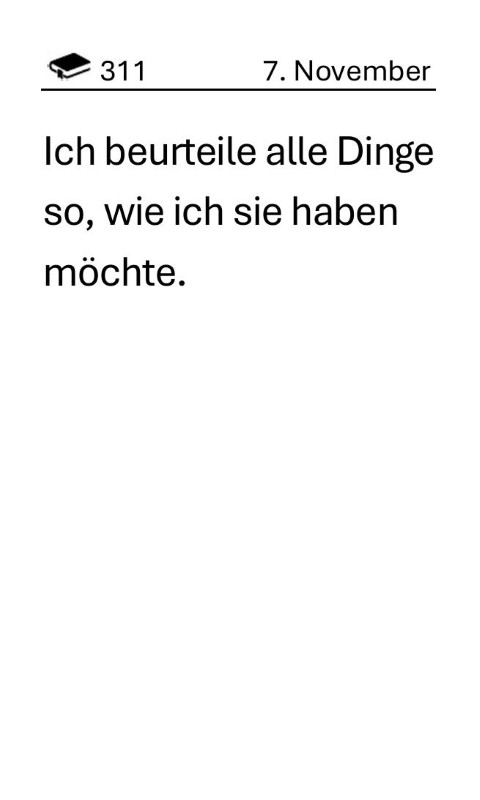 311 7. November
Ich beurteile alle Dinge
so, wie ich sie haben
möchte.